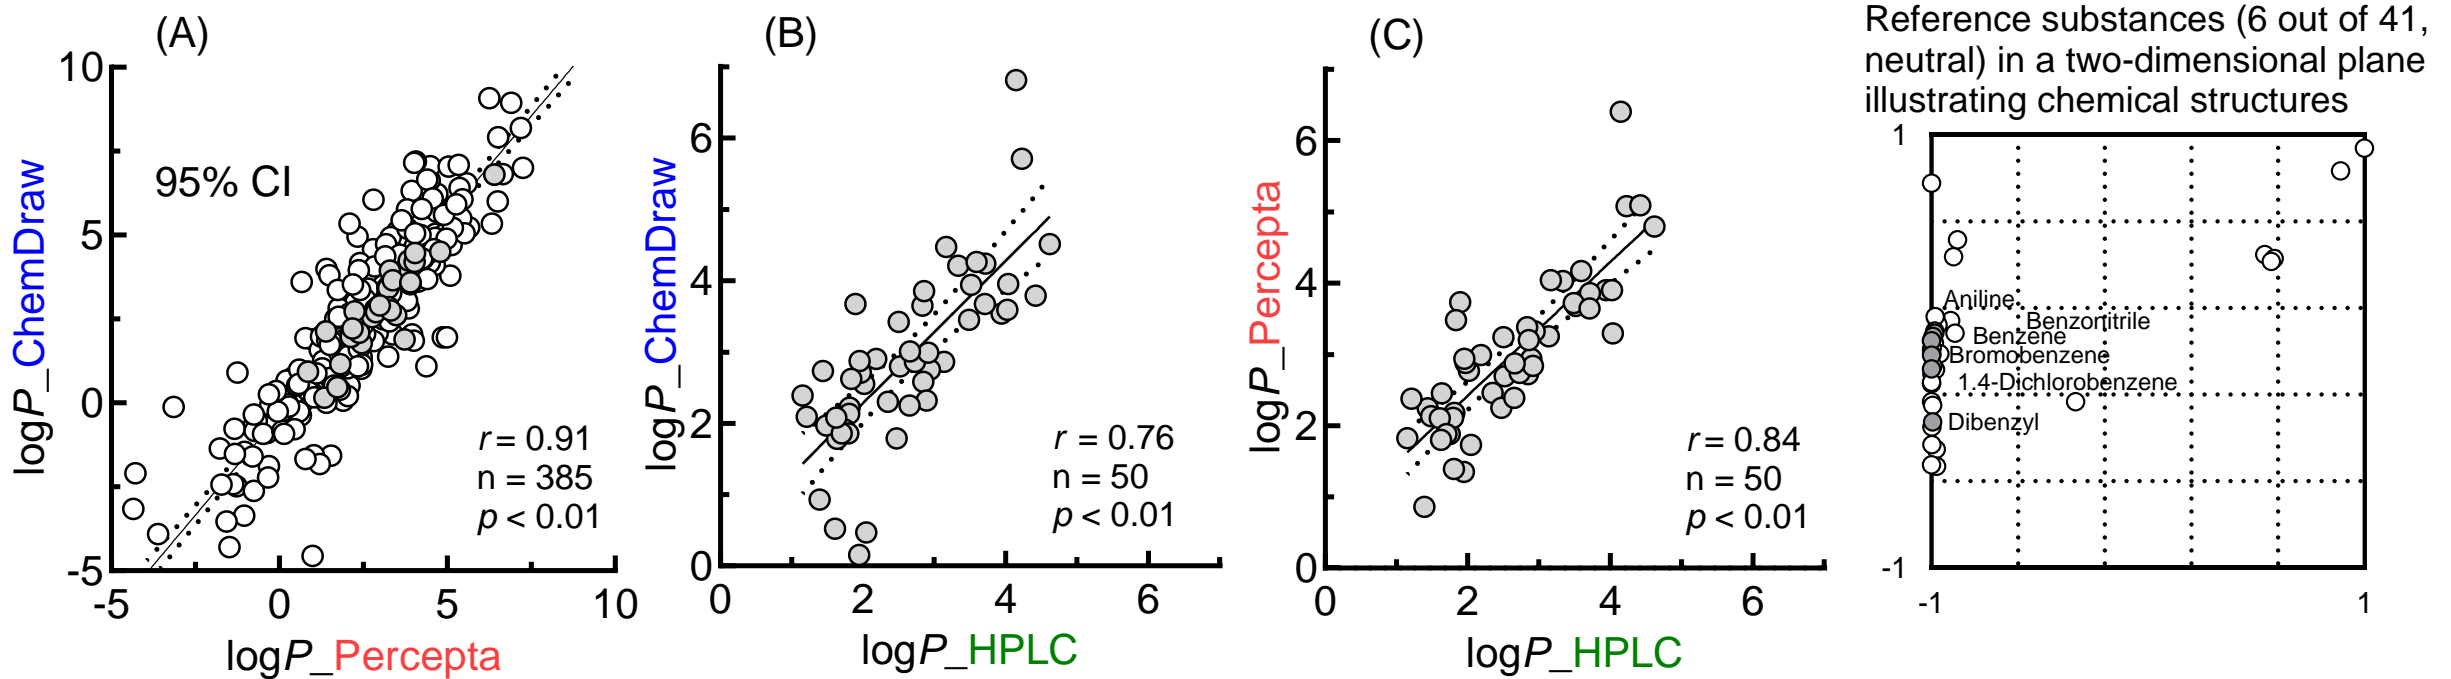 (A)
10
5
0
-5
-5
0
5
10
logP_ChemDraw
logP_Percepta
95% CI
r = 0.91
n = 385
p < 0.01
(B)
6
4
2
0
0
2
4
6
logP_ChemDraw
logP_HPLC
r = 0.76
n = 50
p < 0.01
(C)
6
4
2
0
0
2
4
6
logP_Percepta
logP_HPLC
r = 0.84
n = 50
p < 0.01
Reference substances (6 out of 41,
neutral) in a two-dimensional plane
illustrating chemical structures
1
-1
-1
1
Aniline
Benzonitrile
Benzene
Bromobenzene
1.4-Dichlorobenzene
Dibenzyl